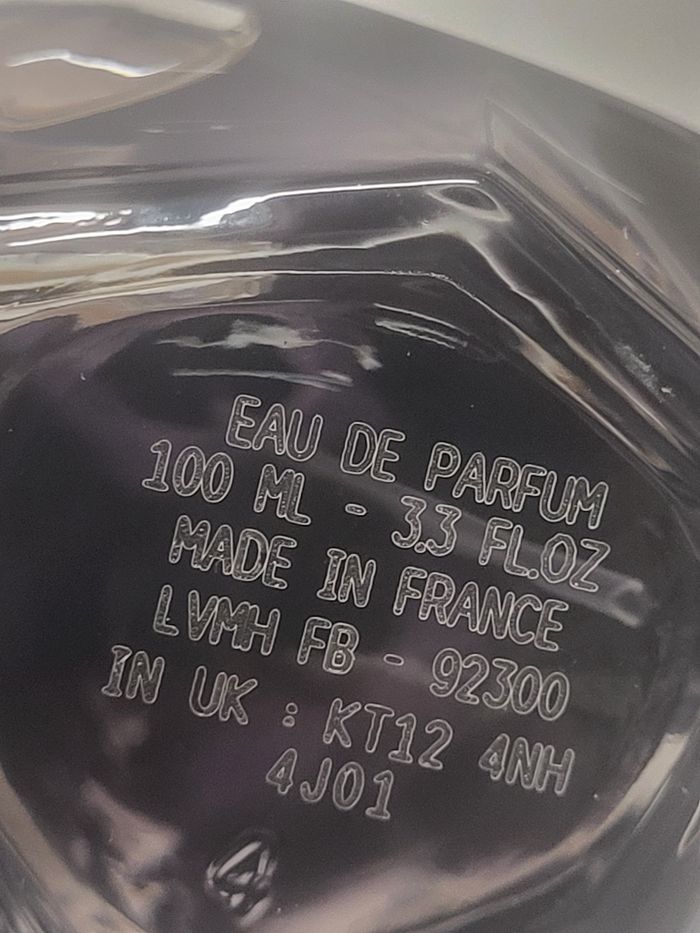 EAU DE PARFUM
100 ML - 3.3 FL.OZ
MADE IN FRANCE
LVMH FB - 92300
IN UK : KT12 4NH
4J01